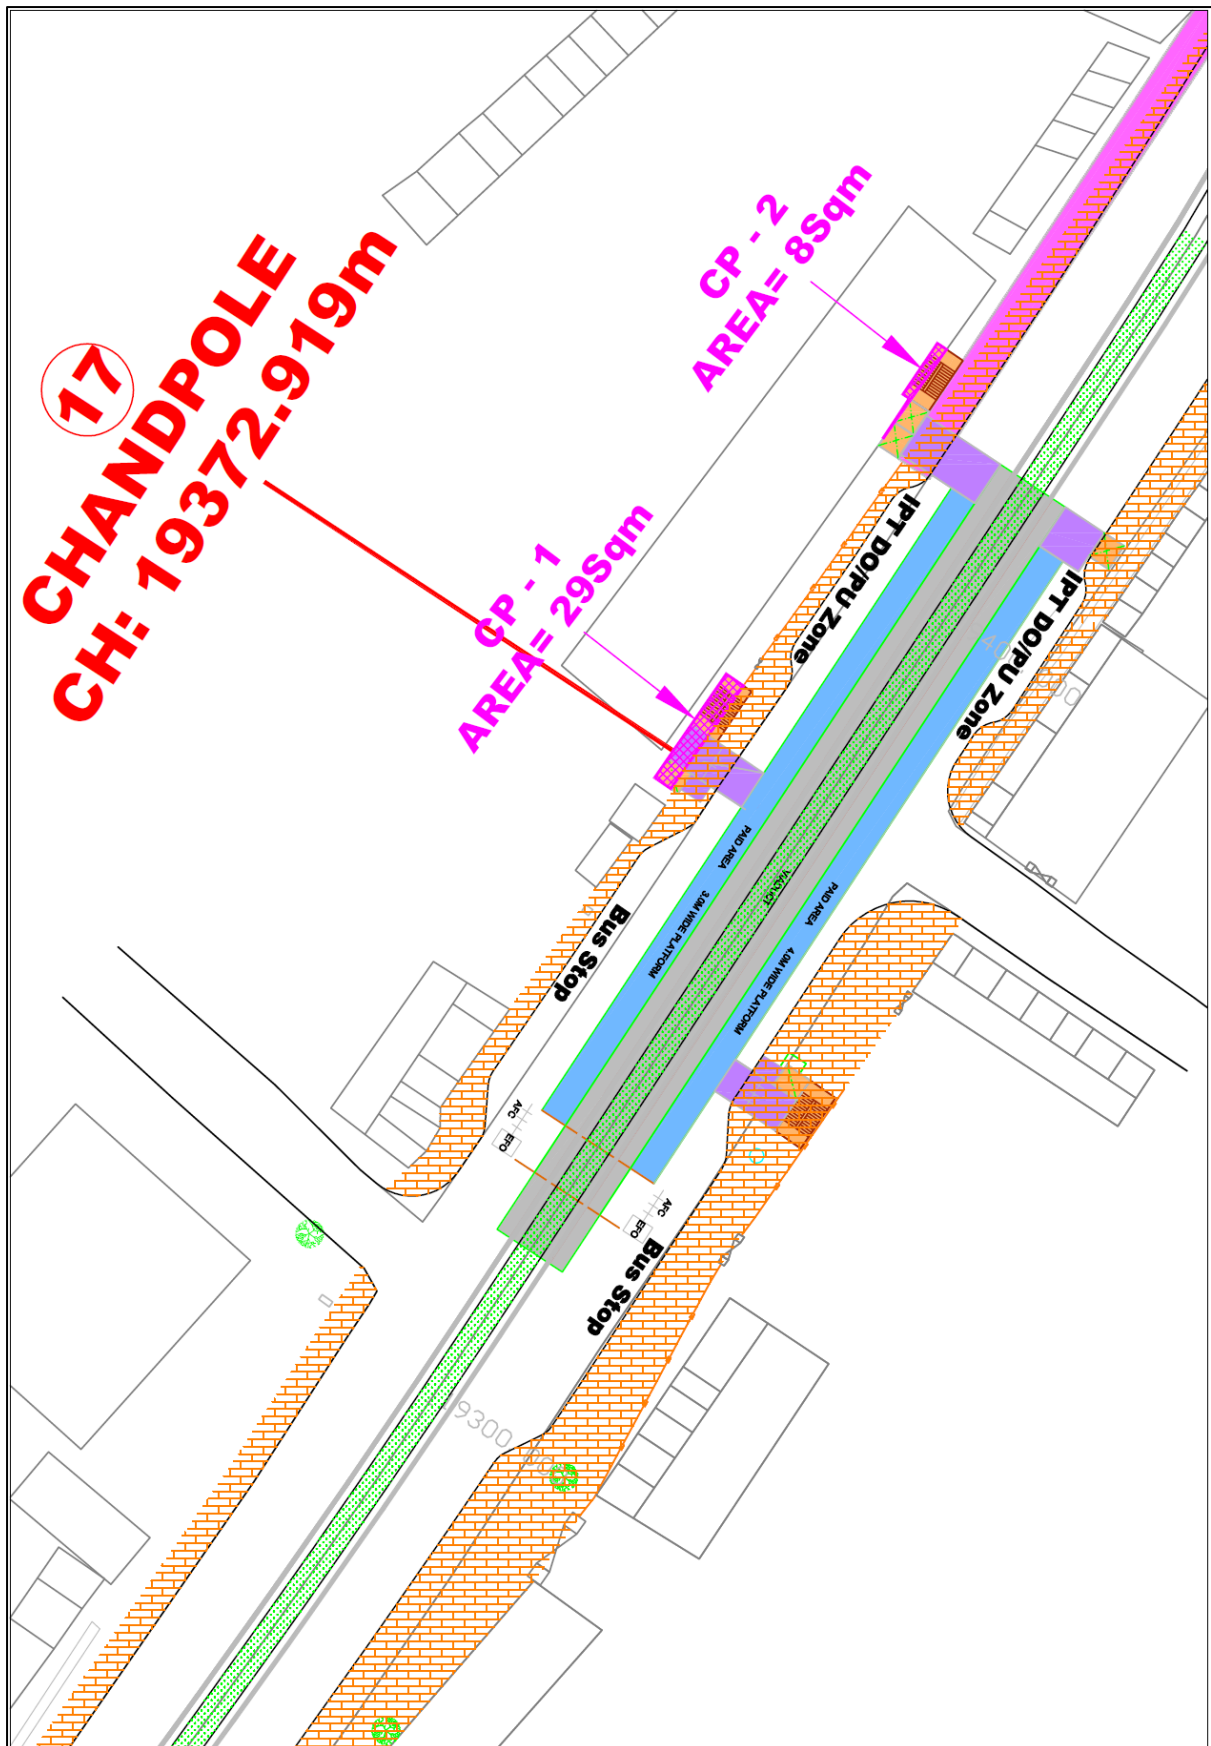 17
CHANDPOLE
CH: 19372.919m
CP - 2
AREA= 8Sqm
CP - 1
AREA= 29Sqm
IPT DO/PU Zone
IPT DO/PU Zone
PAID AREA
3.0M WIDE PLATFORM
VIADUCT
PAID AREA
4.0M WIDE PLATFORM
Bus Stop
AFC
EFO
AFC
EFO
Bus Stop